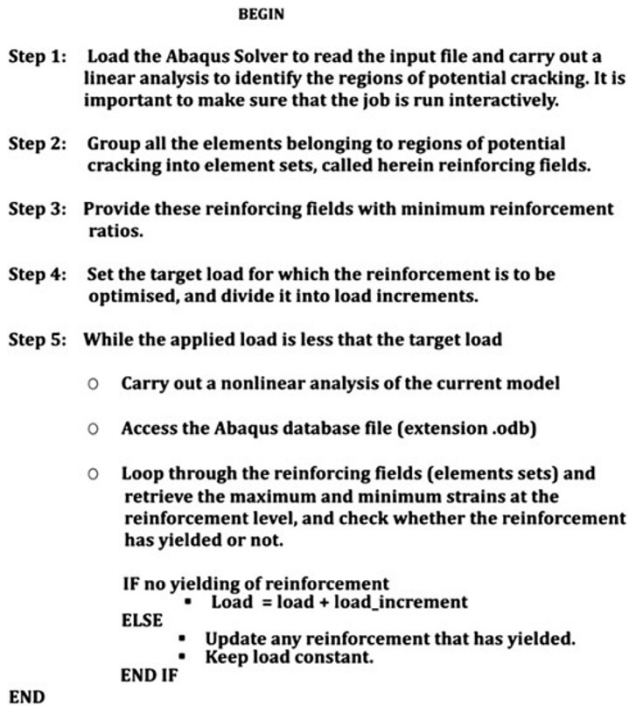 BEGIN
Step 1: Load the Abaqus Solver to read the input file and carry out a
linear analysis to identify the regions of potential cracking. It is
important to make sure that the job is run interactively.
Step 2: Group all the elements belonging to regions of potential
cracking into element sets, called herein reinforcing fields.
Step 3: Provide these reinforcing fields with minimum reinforcement
ratios.
Step 4: Set the target load for which the reinforcement is to be
optimised, and divide it into load increments.
Step 5: While the applied load is less that the target load
○ Carry out a nonlinear analysis of the current model
○ Access the Abaqus database file (extension .odb)
○ Loop through the reinforcing fields (elements sets) and
retrieve the maximum and minimum strains at the
reinforcement level, and check whether the reinforcement
has yielded or not.
IF no yielding of reinforcement
▪ Load = load + load_increment
ELSE
▪ Update any reinforcement that has yielded.
▪ Keep load constant.
END IF
END